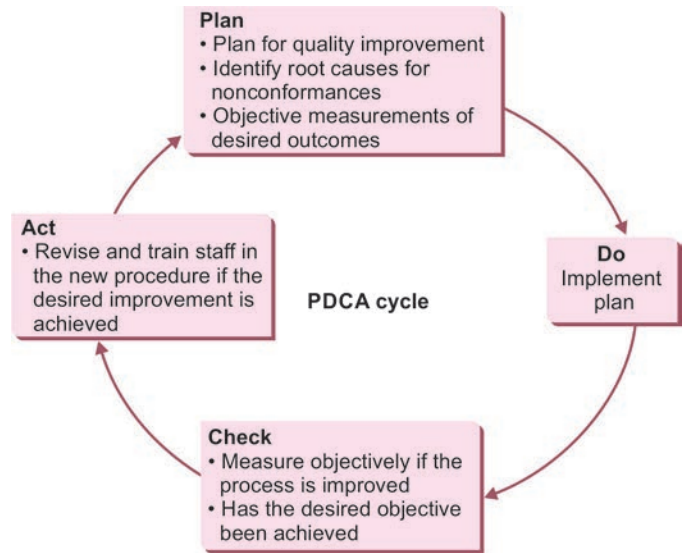 Plan
• Plan for quality improvement
• Identify root causes for
nonconformances
• Objective measurements of
desired outcomes
Do
Implement
plan
Check
• Measure objectively if the
process is improved
• Has the desired objective
been achieved
Act
• Revise and train staff in
the new procedure if the
desired improvement is
achieved
PDCA cycle